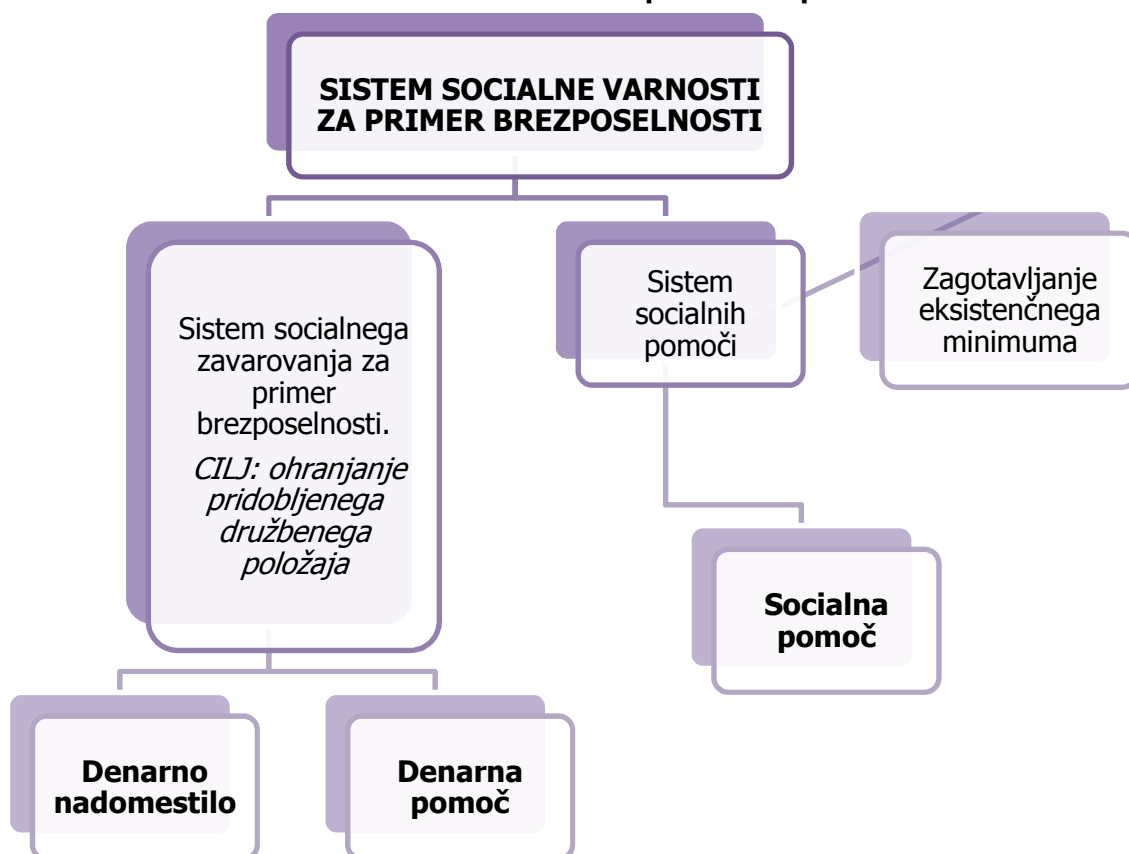 SISTEM SOCIALNE VARNOSTI
ZA PRIMER BREZPOSELNOSTI
Sistem socialnega
zavarovanja za
primer
brezposelnosti.
CILJ: ohranjanje
pridobljenega
družbenega
položaja
Sistem
socialnih
pomoči
Zagotavljanje
eksistenčnega
minimuma
Socialna
pomoč
Denarno
nadomestilo
Denarna
pomoč